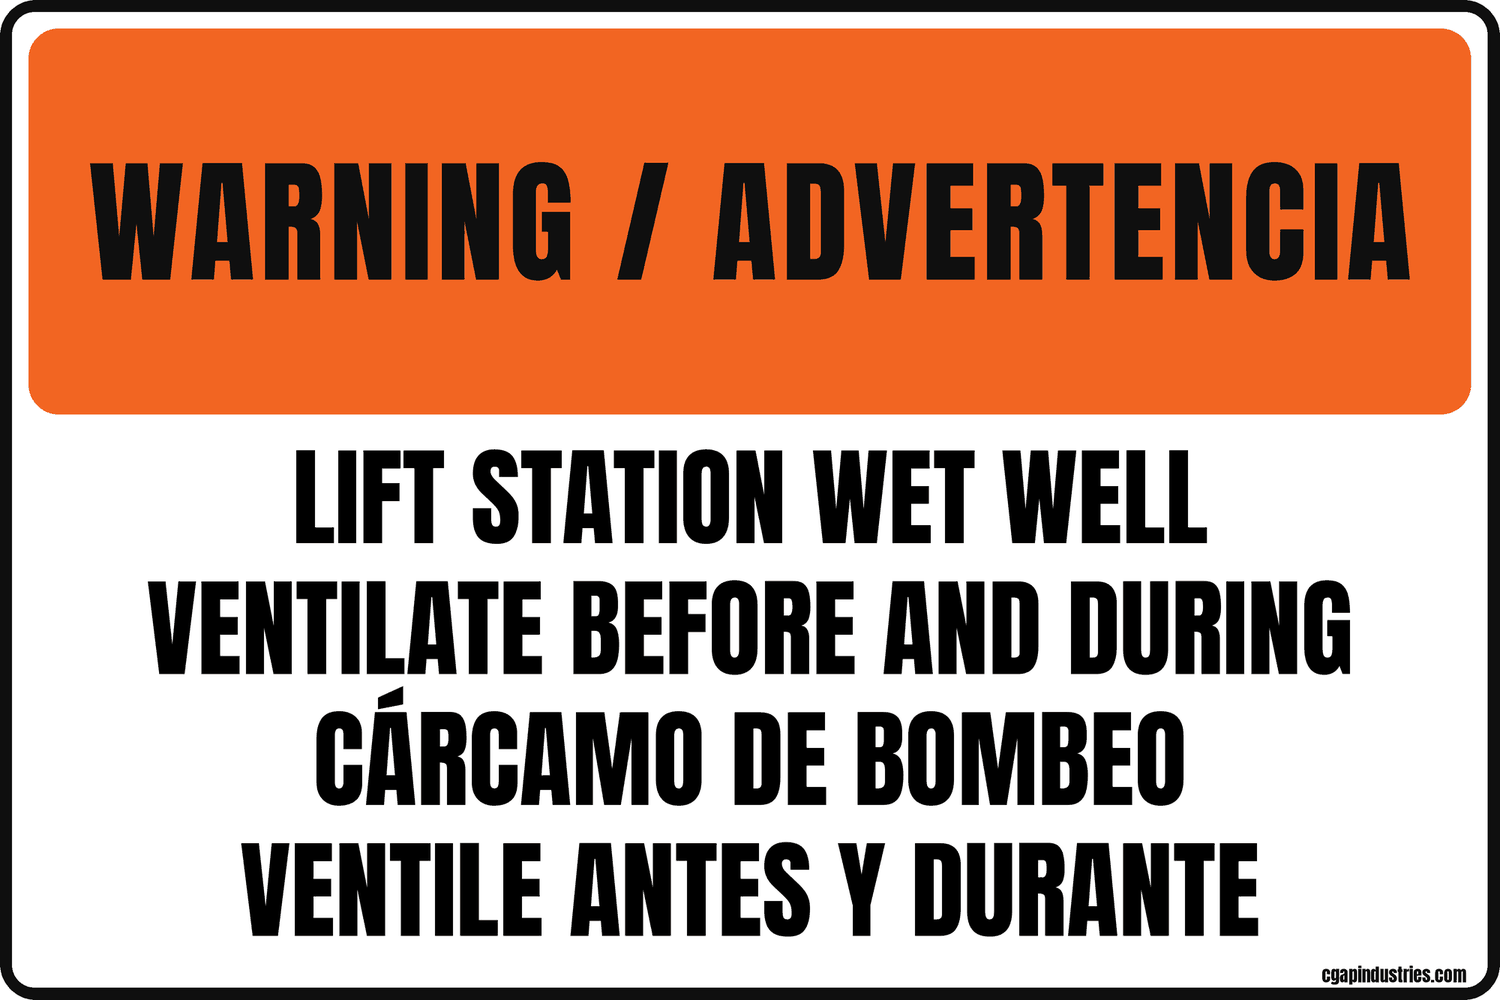 WARNING / ADVERTENCIA
LIFT STATION WET WELL
VENTILATE BEFORE AND DURING
CÁRCAMO DE BOMBEO
VENTILE ANTES Y DURANTE
cgapindustries.com